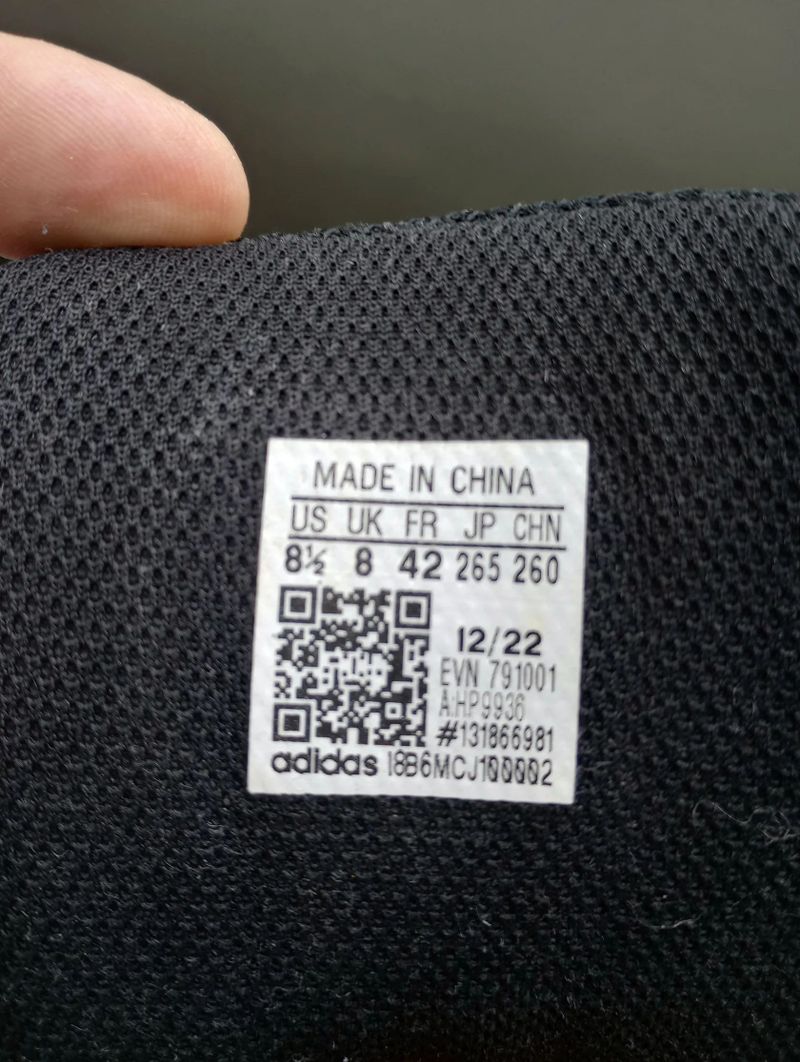 MADE IN CHINA
US UK FR JP CHN
8½ 8 42 265 260
12/22
EVN 791001
A:HP9936
#131866981
adidas 18B6MCJ100002